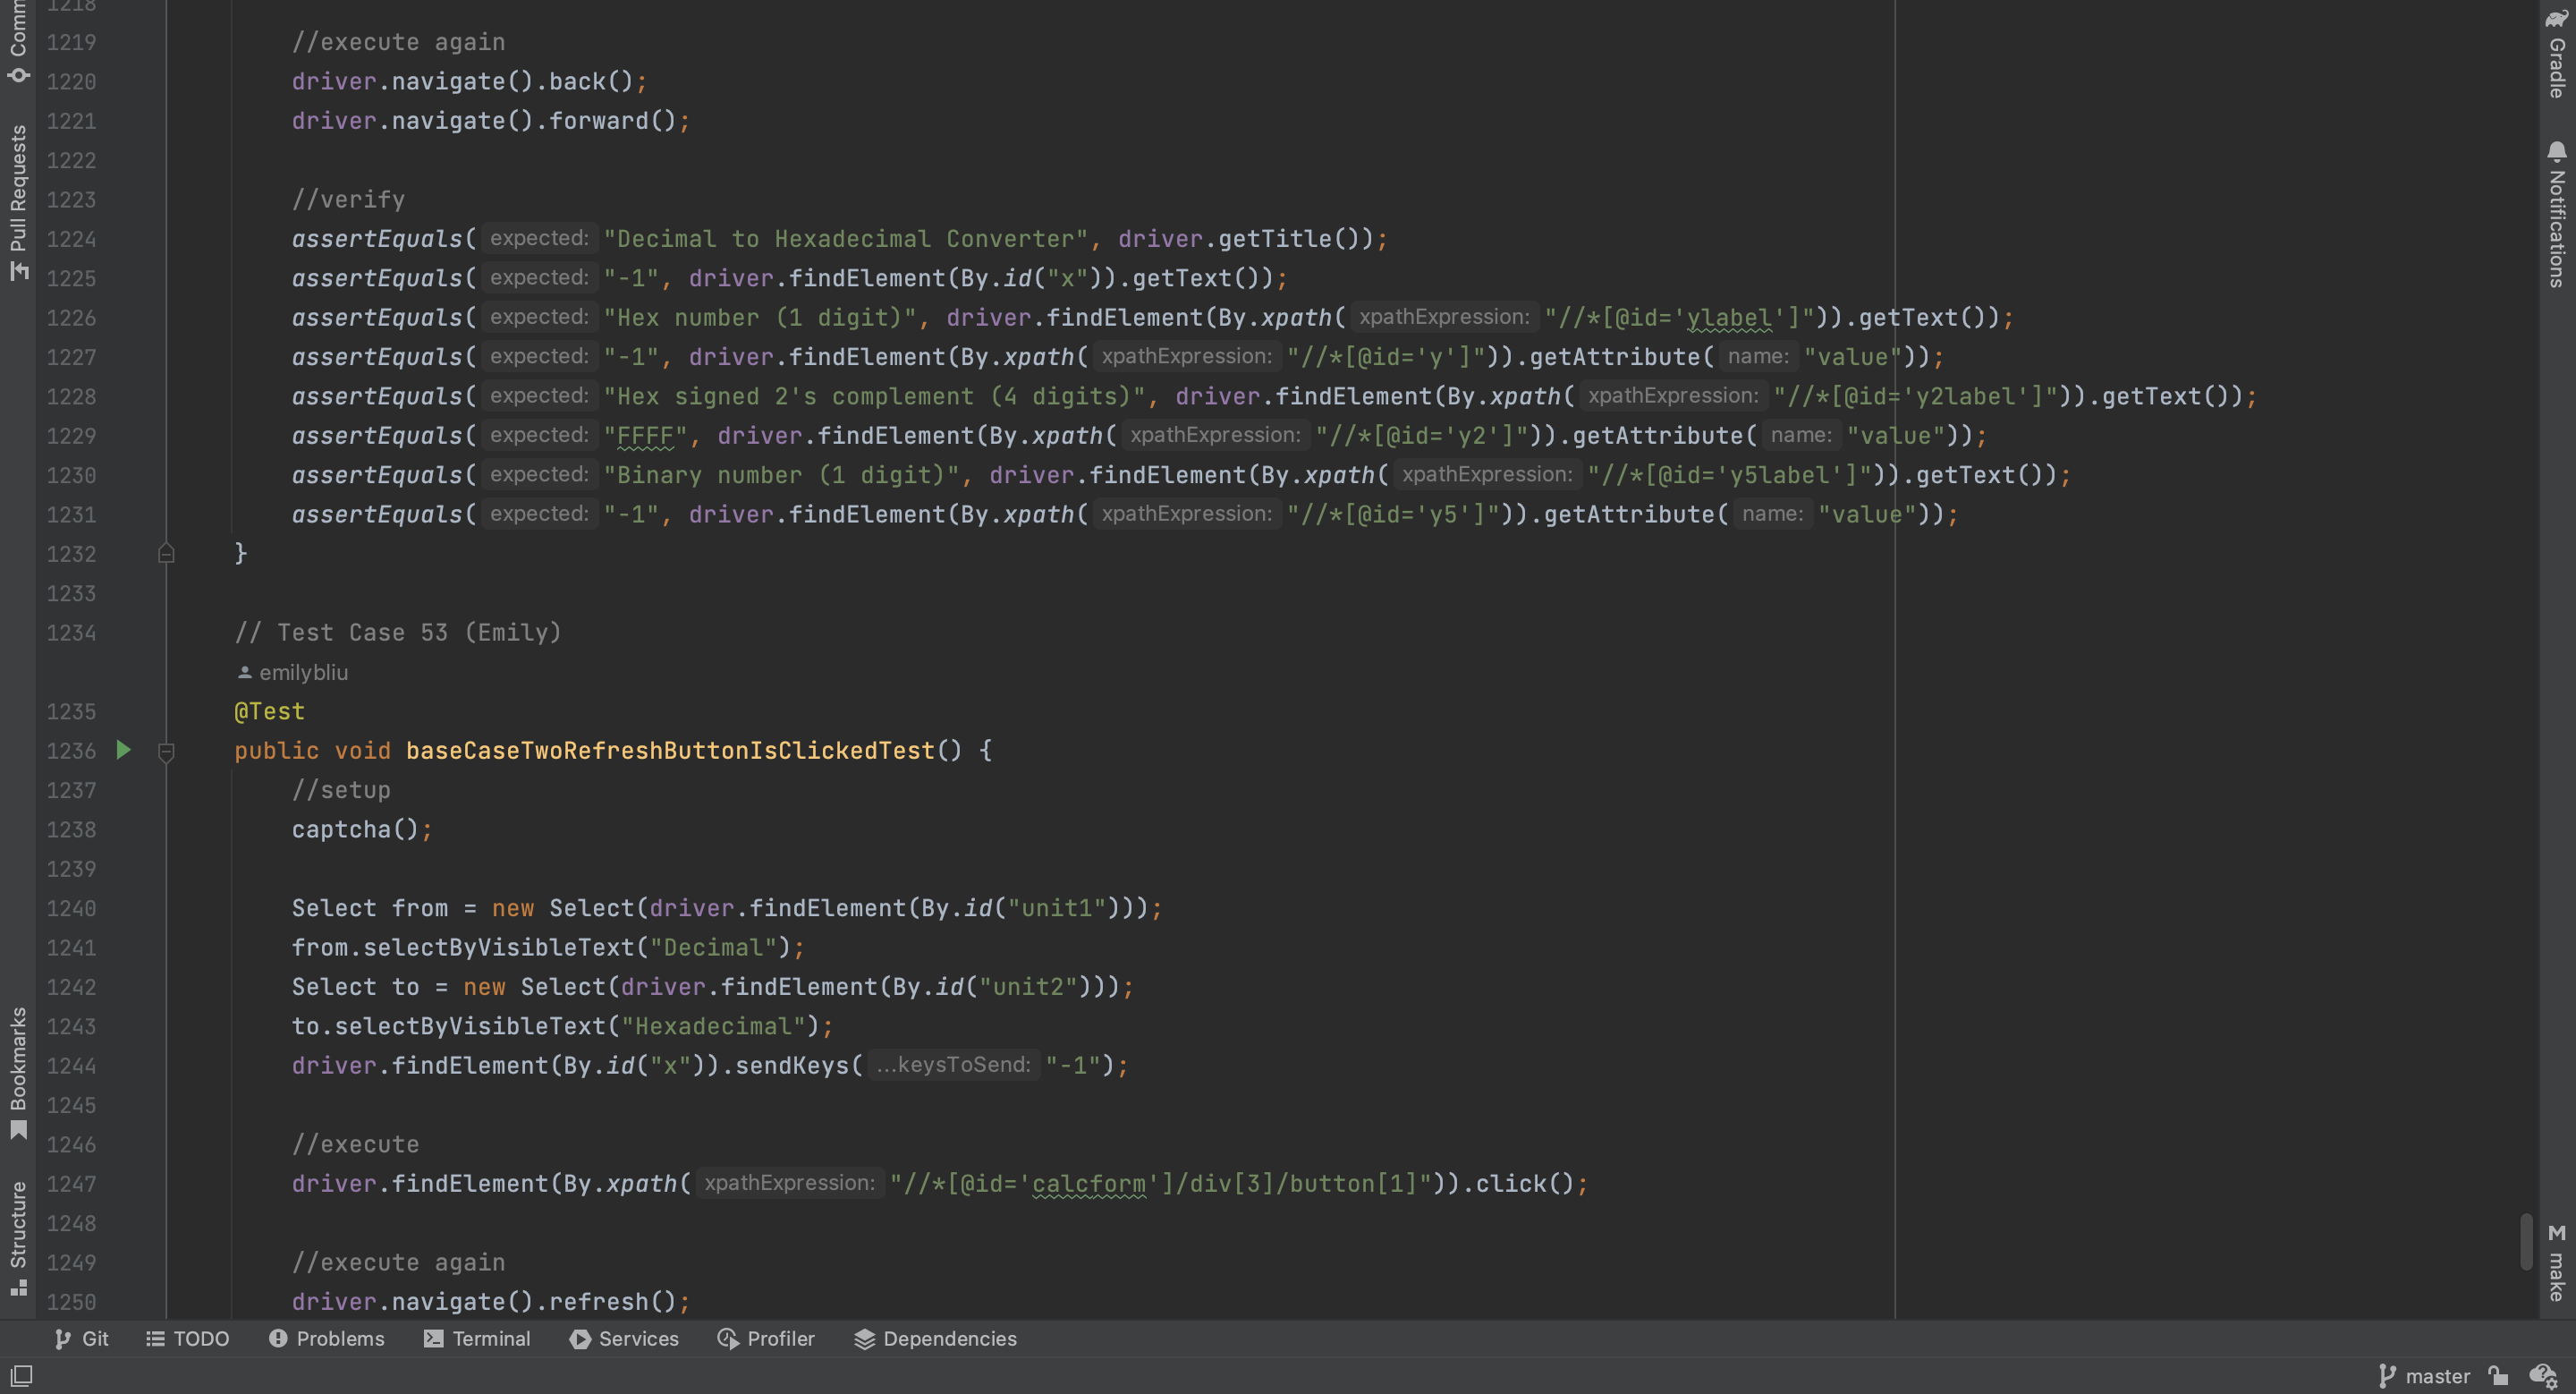 Comm
Pull Requests
Bookmarks
Structure
1218
1219 //execute again
1220 driver.navigate().back();
1221 driver.navigate().forward();
1222
1223 //verify
1224 assertEquals( expected: "Decimal to Hexadecimal Converter", driver.getTitle());
1225 assertEquals( expected: "-1", driver.findElement(By.id("x")).getText());
1226 assertEquals( expected: "Hex number (1 digit)", driver.findElement(By.xpath( xpathExpression: "//*[@id='ylabel']")).getText());
1227 assertEquals( expected: "-1", driver.findElement(By.xpath( xpathExpression: "//*[@id='y']")).getAttribute( name: "value"));
1228 assertEquals( expected: "Hex signed 2's complement (4 digits)", driver.findElement(By.xpath( xpathExpression: "//*[@id='y2label']")).getText());
1229 assertEquals( expected: "FFFF", driver.findElement(By.xpath( xpathExpression: "//*[@id='y2']")).getAttribute( name: "value"));
1230 assertEquals( expected: "Binary number (1 digit)", driver.findElement(By.xpath( xpathExpression: "//*[@id='y5label']")).getText());
1231 assertEquals( expected: "-1", driver.findElement(By.xpath( xpathExpression: "//*[@id='y5']")).getAttribute( name: "value"));
1232 }
1233
1234 // Test Case 53 (Emily)
emilybliu
1235 @Test
1236 public void baseCaseTwoRefreshButtonIsClickedTest() {
1237 //setup
1238 captcha();
1239
1240 Select from = new Select(driver.findElement(By.id("unit1")));
1241 from.selectByVisibleText("Decimal");
1242 Select to = new Select(driver.findElement(By.id("unit2")));
1243 to.selectByVisibleText("Hexadecimal");
1244 driver.findElement(By.id("x")).sendKeys( ...keysToSend: "-1");
1245
1246 //execute
1247 driver.findElement(By.xpath( xpathExpression: "//*[@id='calcform']/div[3]/button[1]")).click();
1248
1249 //execute again
1250 driver.navigate().refresh();
Gradle
Notifications
M make
Git TODO Problems Terminal Services Profiler Dependencies
master